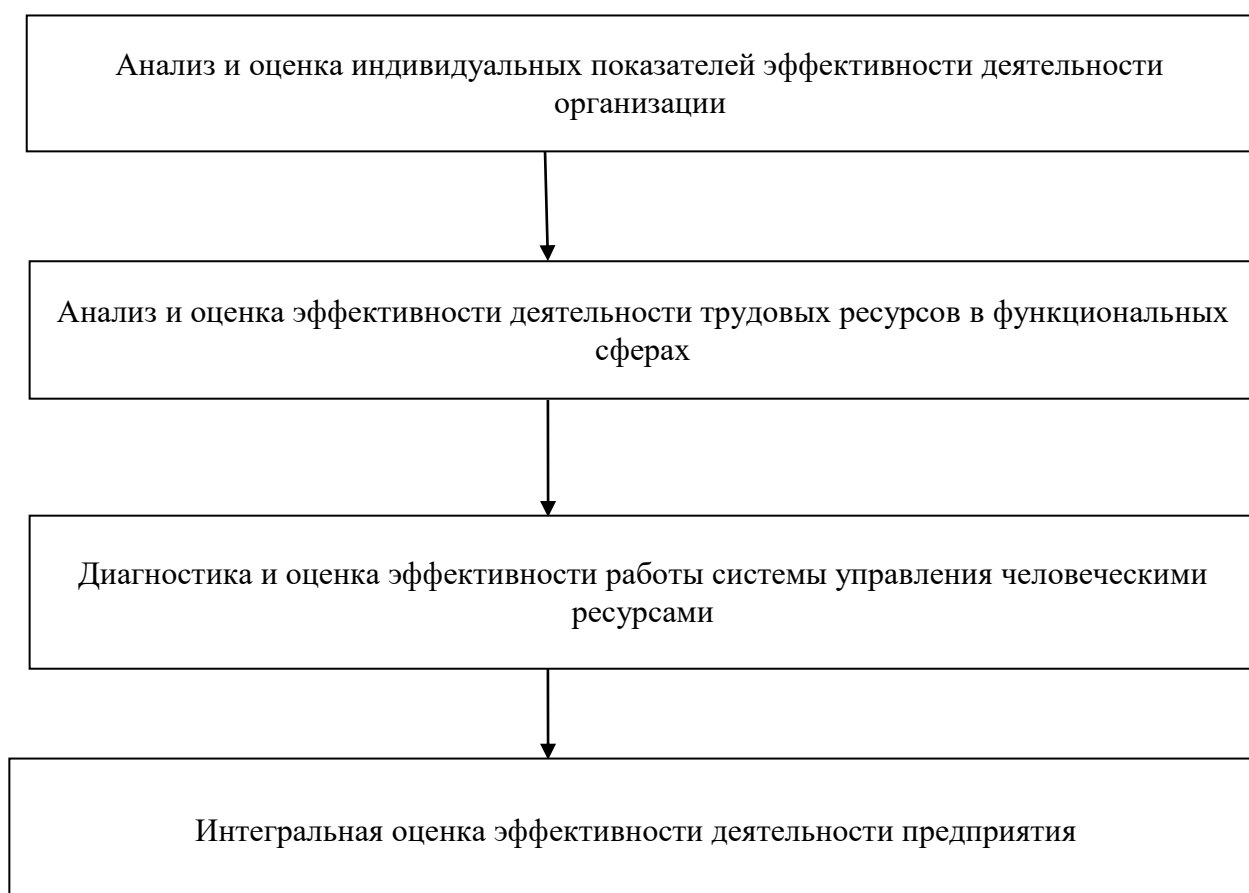 Анализ и оценка индивидуальных показателей эффективности деятельности
организации
Анализ и оценка эффективности деятельности трудовых ресурсов в функциональных
сферах
Диагностика и оценка эффективности работы системы управления человеческими
ресурсами
Интегральная оценка эффективности деятельности предприятия